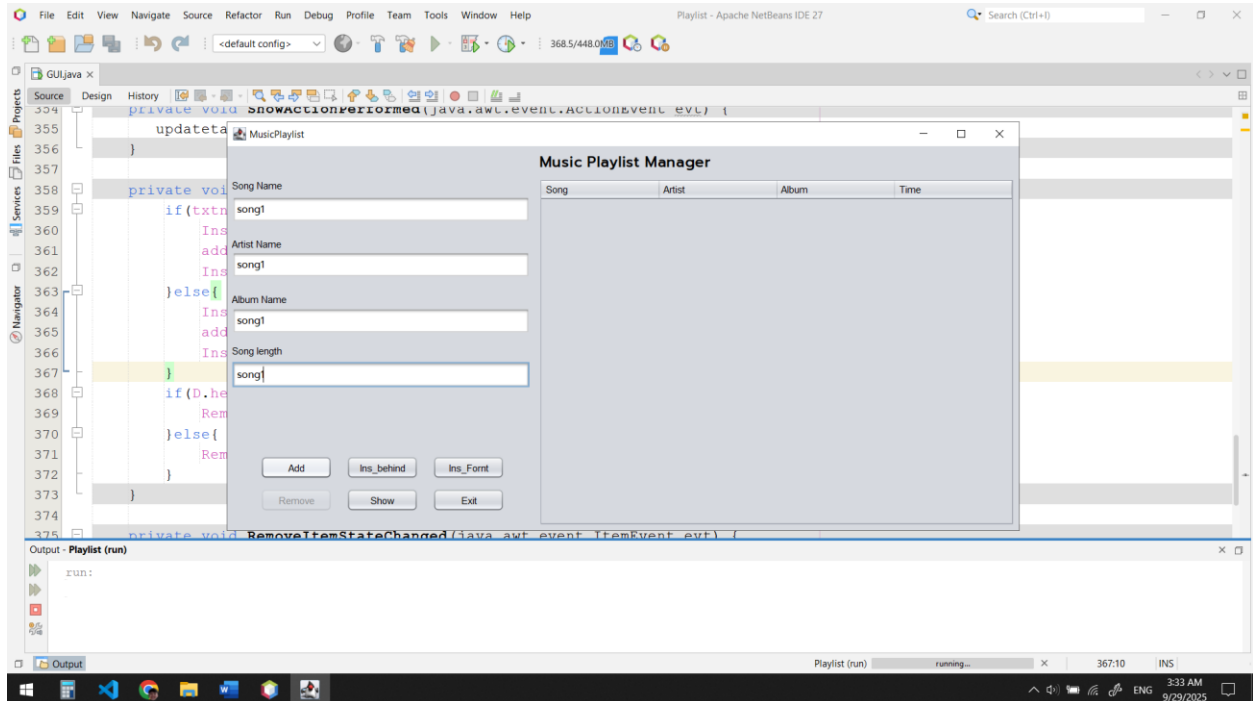 File Edit View Navigate Source Refactor Run Debug Profile Team Tools Window Help
Playlist - Apache NetBeans IDE 27
Search (Ctrl+I)
<default config>
368.5/448.0MB
GUI.java ×
Projects
Files
Services
Navigator
Source Design History
354 private void ShowActionPerformed(java.awt.event.ActionEvent evt) {
355 updateta
356 }
357
358 private voi
359 if(txtn
360 Ins
361 add
362 Ins
363 }else{
364 Ins
365 add
366 Ins
367 }
368 if(D.he
369 Rem
370 }else{
371 Rem
372 }
373 }
374
375 private void RemoveItemStateChanged(java.awt.event.ItemEvent evt) {
MusicPlaylist
Music Playlist Manager
Song Name
song1
Artist Name
song1
Album Name
song1
Song length
song1
Song Artist Album Time
Add Ins_behind Ins_Fornt
Remove Show Exit
Output - Playlist (run)
run:
Output
Playlist (run) running... 367:10 INS
ENG
3:33 AM
9/29/2025